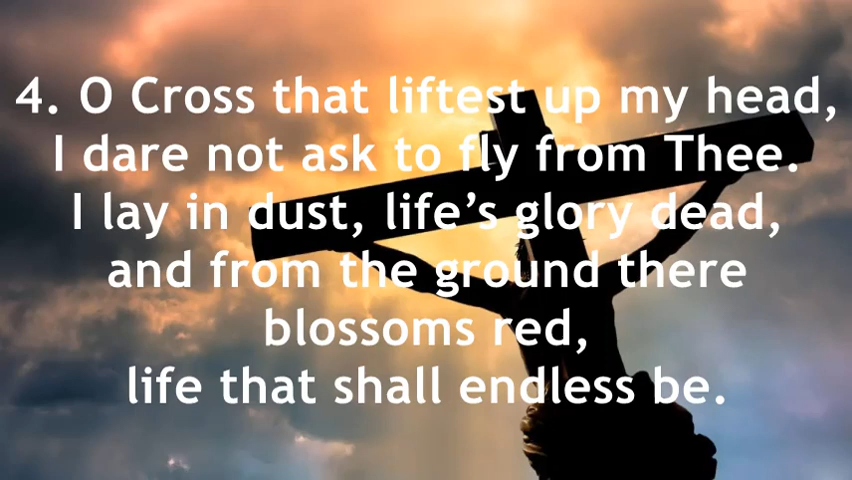 4. O Cross that liftest up my head,
I dare not ask to fly from Thee.
I lay in dust, life’s glory dead,
and from the ground there
blossoms red,
life that shall endless be.